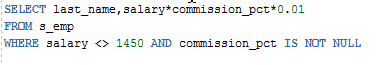 SELECT last_name,salary*commission_pct*0.01
FROM s_emp
WHERE salary <> 1450 AND commission_pct IS NOT NULL